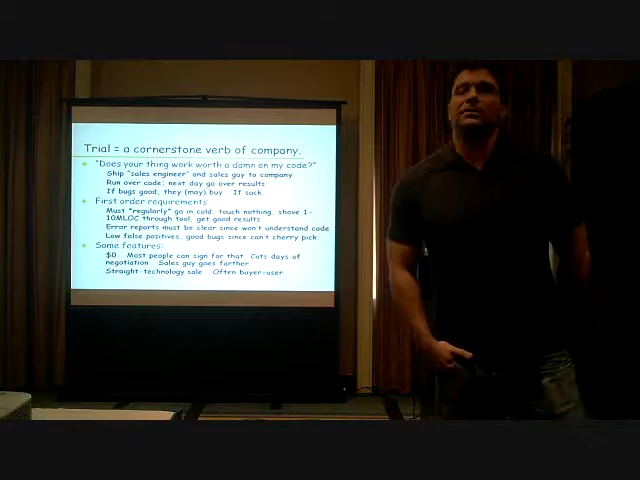 Trial = a cornerstone verb of company.
"Does your thing work worth a damn on my code?"
Ship "sales engineer" and sales guy to company
Run over code; next day go over results
If bugs good, they (may) buy If suck
First order requirements
Must "regularly" go in cold, touch nothing, shove 1-
10MLOC through tool, get good results
Error reports must be clear since won't understand code
Low false positives, good bugs since can't cherry pick.
Some features:
$0 Most people can sign for that Cuts days of
negotiation Sales guy goes farther
Straight-technology sale Often buyer=user